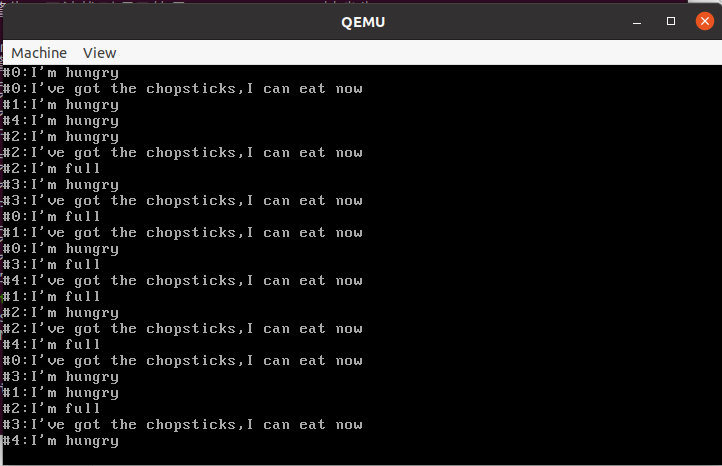 QEMU
Machine View
#0:I'm hungry
#0:I've got the chopsticks,I can eat now
#1:I'm hungry
#4:I'm hungry
#2:I'm hungry
#2:I've got the chopsticks,I can eat now
#2:I'm full
#3:I'm hungry
#3:I've got the chopsticks,I can eat now
#0:I'm full
#1:I've got the chopsticks,I can eat now
#0:I'm hungry
#3:I'm full
#4:I've got the chopsticks,I can eat now
#1:I'm full
#2:I'm hungry
#2:I've got the chopsticks,I can eat now
#4:I'm full
#0:I've got the chopsticks,I can eat now
#3:I'm hungry
#1:I'm hungry
#2:I'm full
#3:I've got the chopsticks,I can eat now
#4:I'm hungry